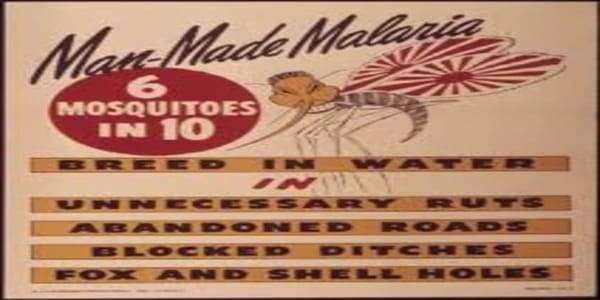 Man-Made Malaria
6
MOSQUITOES
IN 10
BREED IN WATER
IN
UNNECESSARY RUTS
ABANDONED ROADS
BLOCKED DITCHES
FOX AND SHELL HOLES